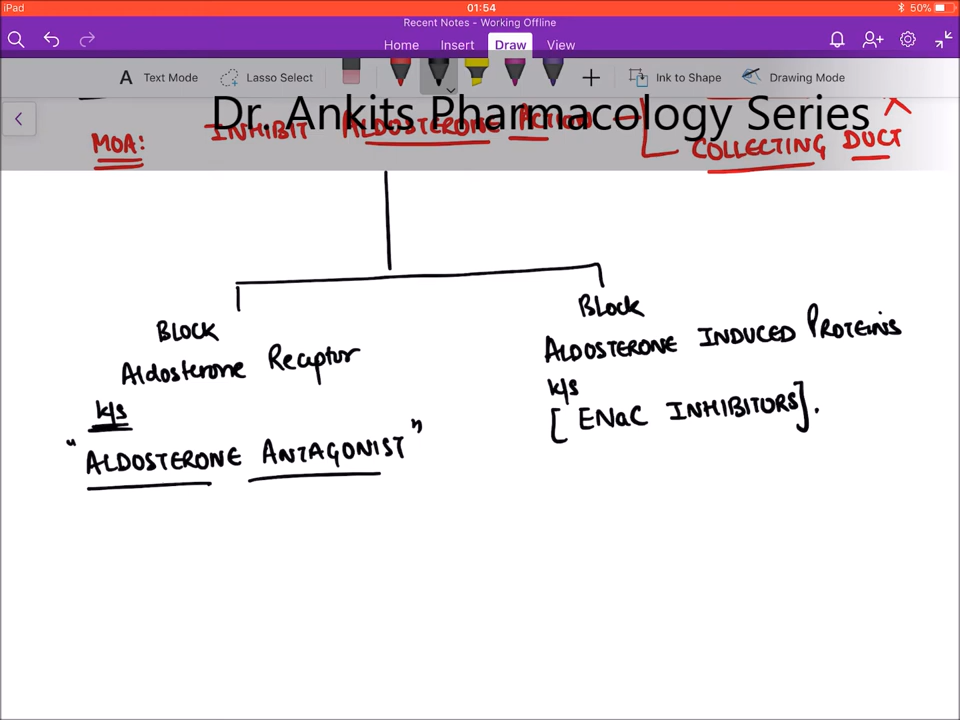 iPad 01:54 50%
Recent Notes - Working Offline
Home Insert Draw View
Text Mode Lasso Select Ink to Shape Drawing Mode
Dr. Ankits Pharmacology Series
MOA: INHIBIT ALDOSTERONE ACTION
COLLECTING DUCT
BLOCK
Aldosterone Receptor
k/s
"ALDOSTERONE ANTAGONIST"
BLock
ALDOSTERONE INDUCED PROTEINS
k/s
[ENaC INHIBITORS].